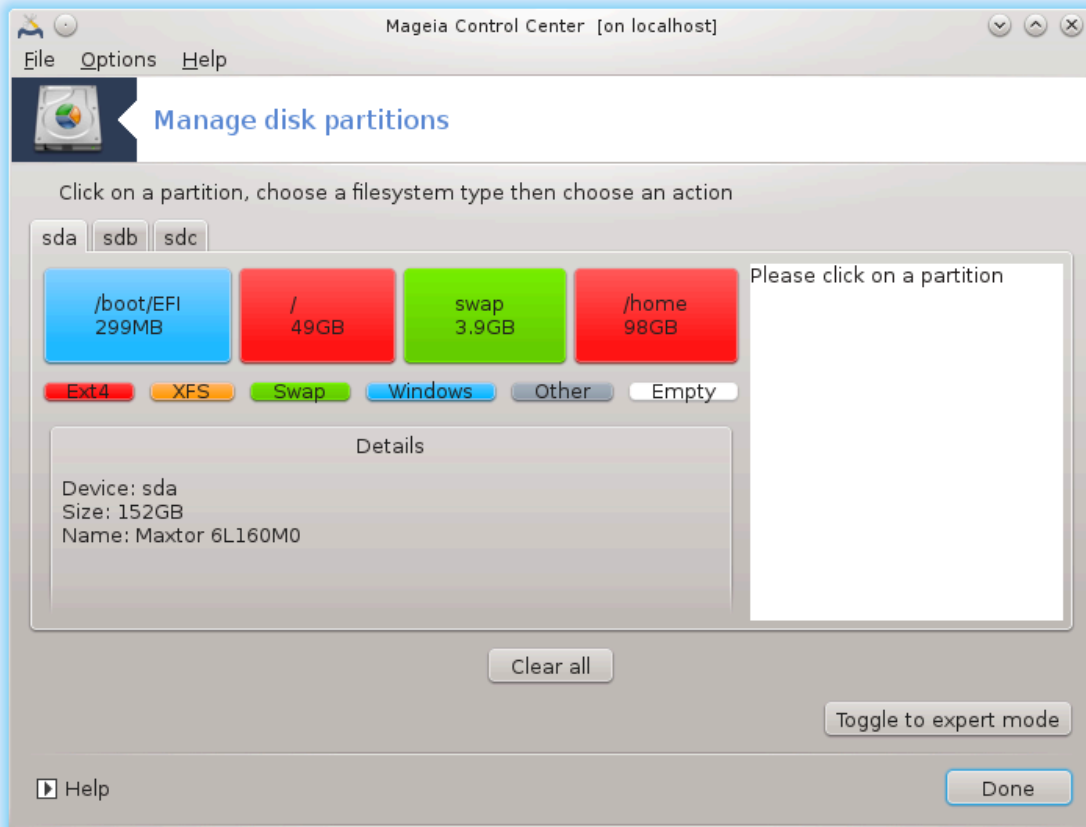 Mageia Control Center [on localhost]
File Options Help
Manage disk partitions
Click on a partition, choose a filesystem type then choose an action
sda sdb sdc
/boot/EFI
299MB
/
49GB
swap
3.9GB
/home
98GB
Please click on a partition
Ext4 XFS Swap Windows Other Empty
Details
Device: sda
Size: 152GB
Name: Maxtor 6L160M0
Clear all
Toggle to expert mode
Help
Done